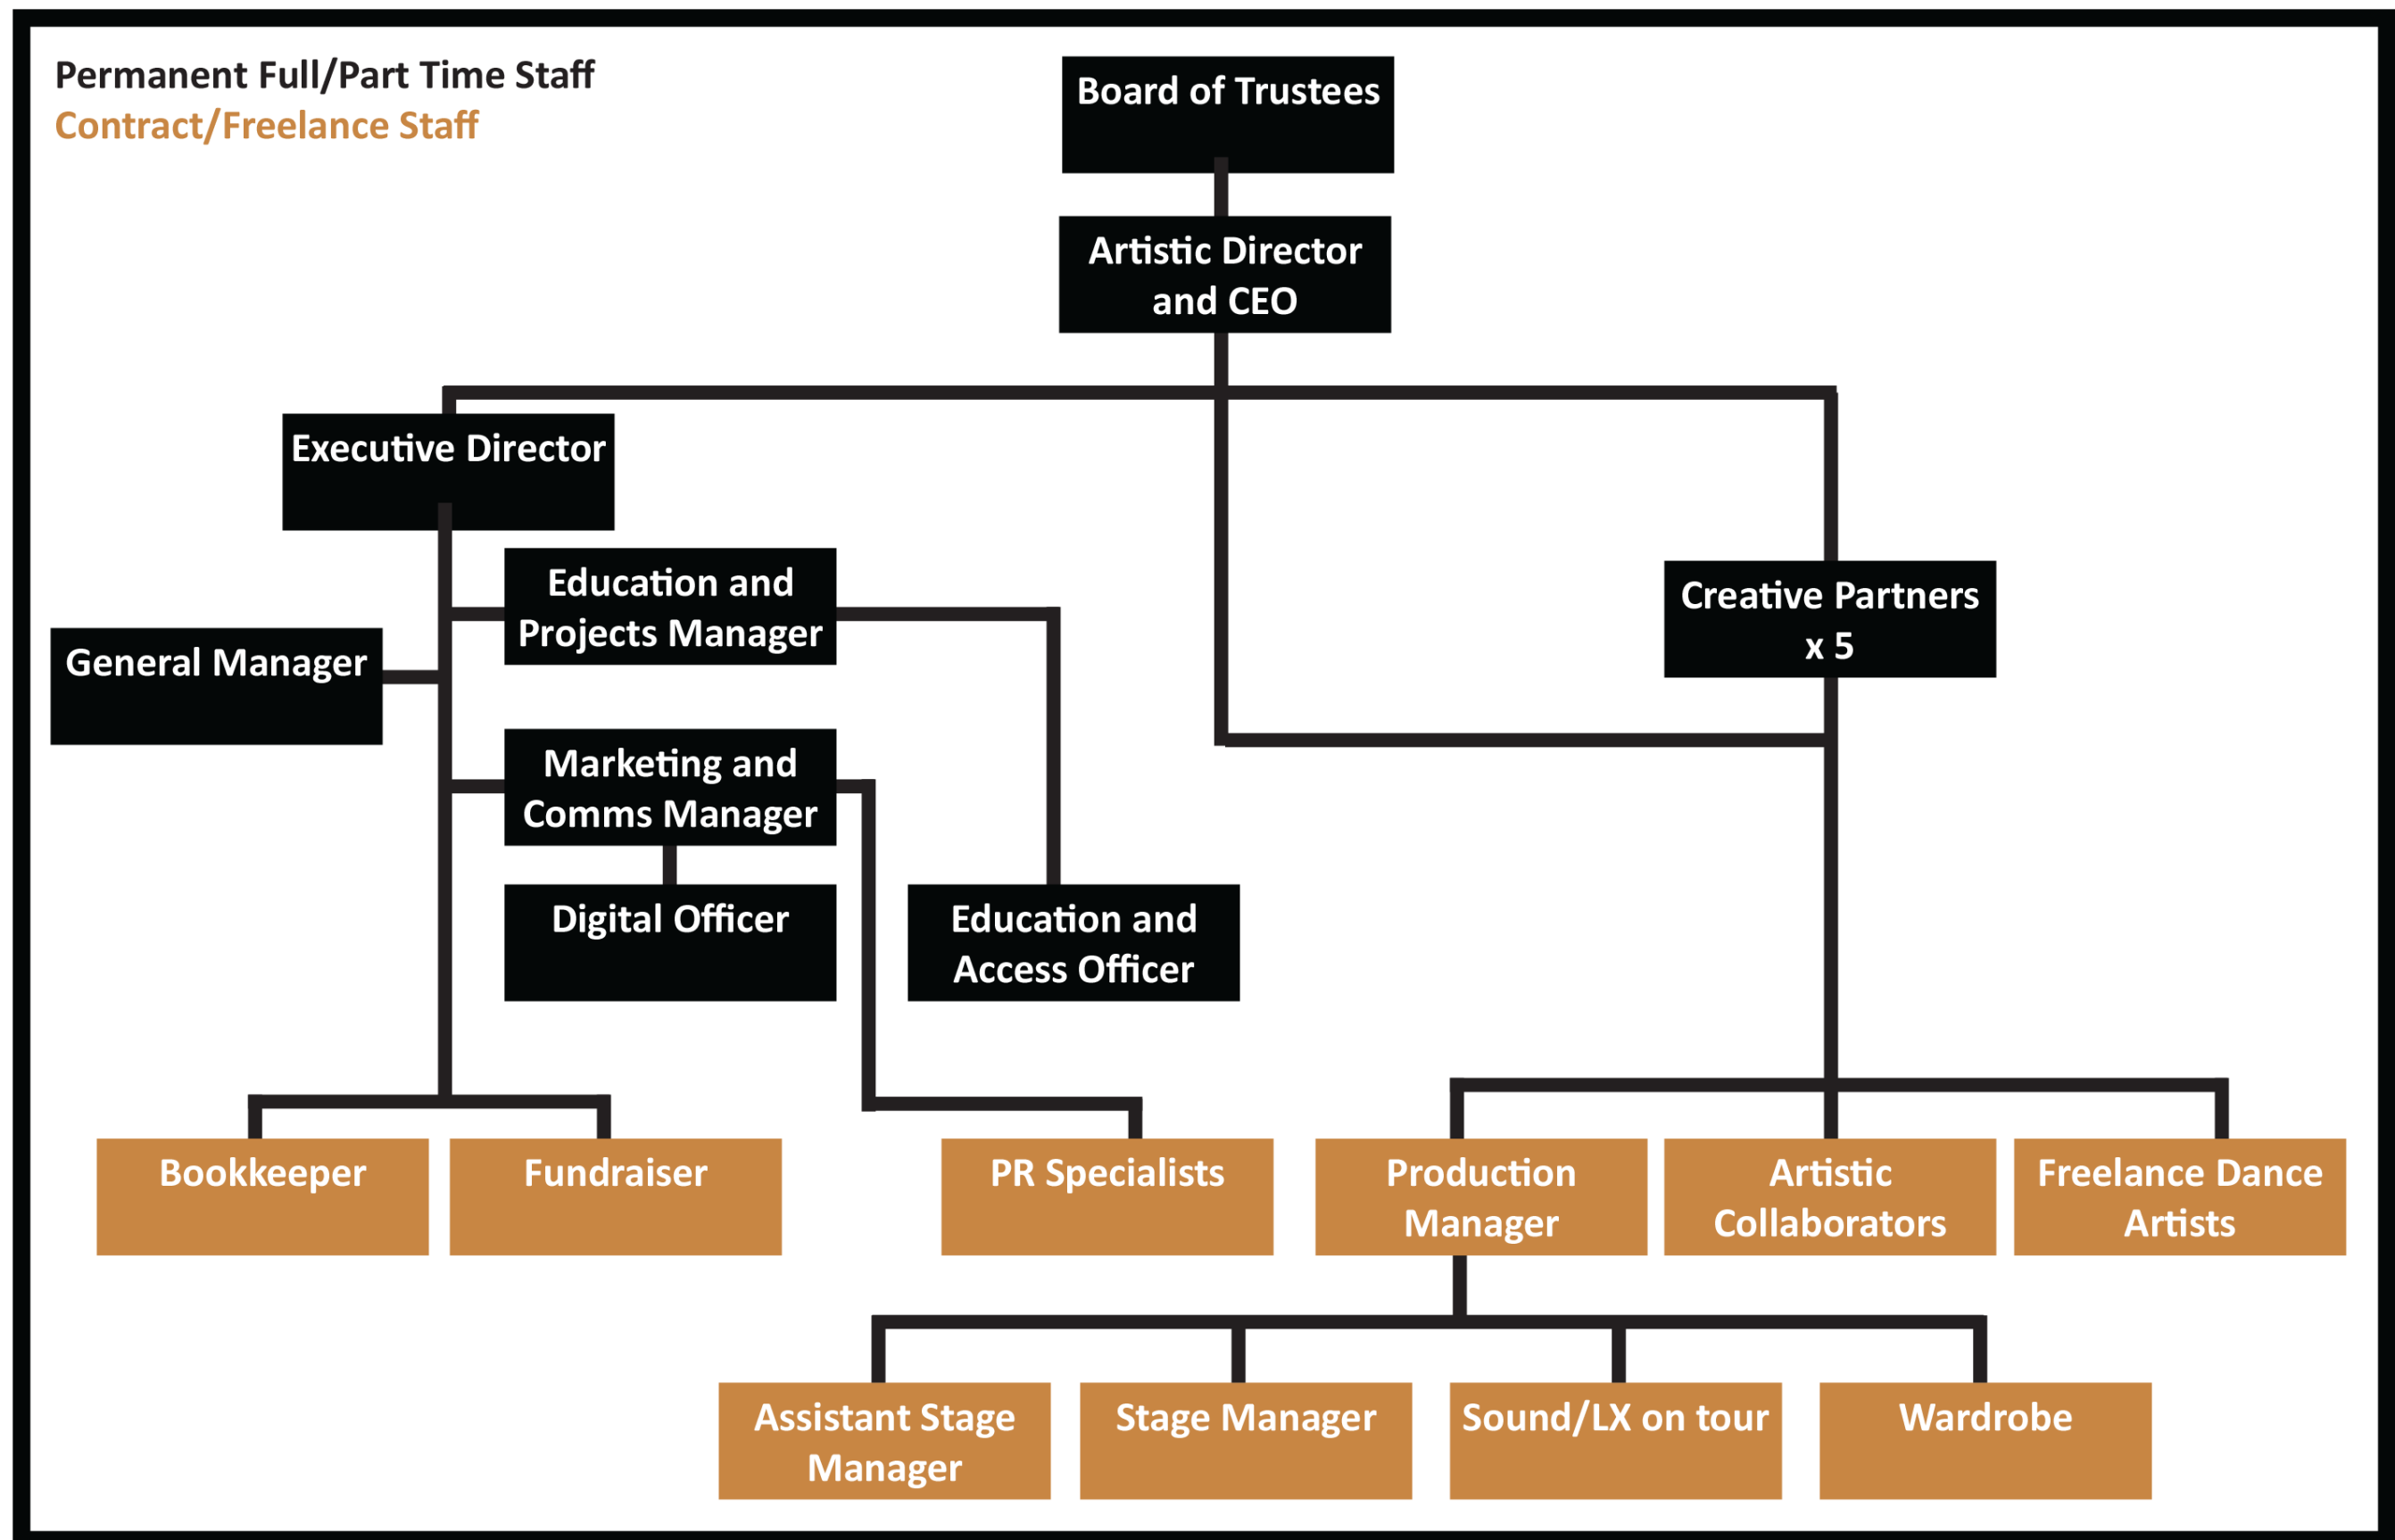 Permanent Full/Part Time Staff
Contract/Freelance Staff
Board of Trustees
Artistic Director
and CEO
Executive Director
Education and
Projects Manager
Creative Partners
x 5
General Manager
Marketing and
Comms Manager
Digital Officer
Education and
Access Officer
Bookkeeper
Fundraiser
PR Specialists
Production
Manager
Artistic
Collaborators
Freelance Dance
Artists
Assistant Stage
Manager
Stage Manager
Sound/LX on tour
Wardrobe